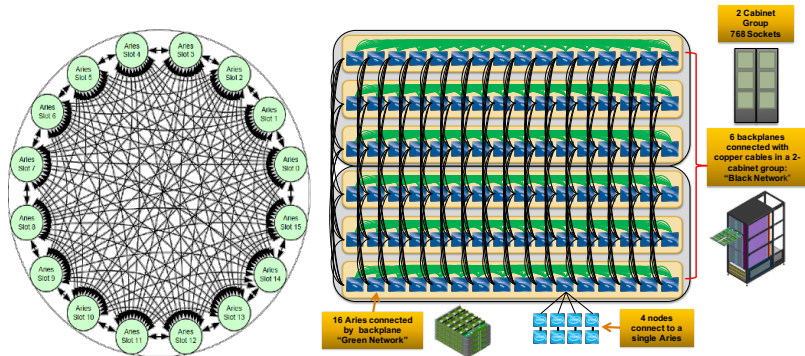 Aries
Slot 4
Aries
Slot 3
Aries
Slot 5
Aries
Slot 2
Aries
Slot 6
Aries
Slot 1
Aries
Slot 7
Aries
Slot 0
Aries
Slot 8
Aries
Slot 15
Aries
Slot 9
Aries
Slot 14
Aries
Slot 10
Aries
Slot 13
Aries
Slot 11
Aries
Slot 12
2 Cabinet
Group
768 Sockets
6 backplanes
connected with
copper cables in a 2-
cabinet group:
“Black Network”
16 Aries connected
by backplane
“Green Network”
4 nodes
connect to a
single Aries